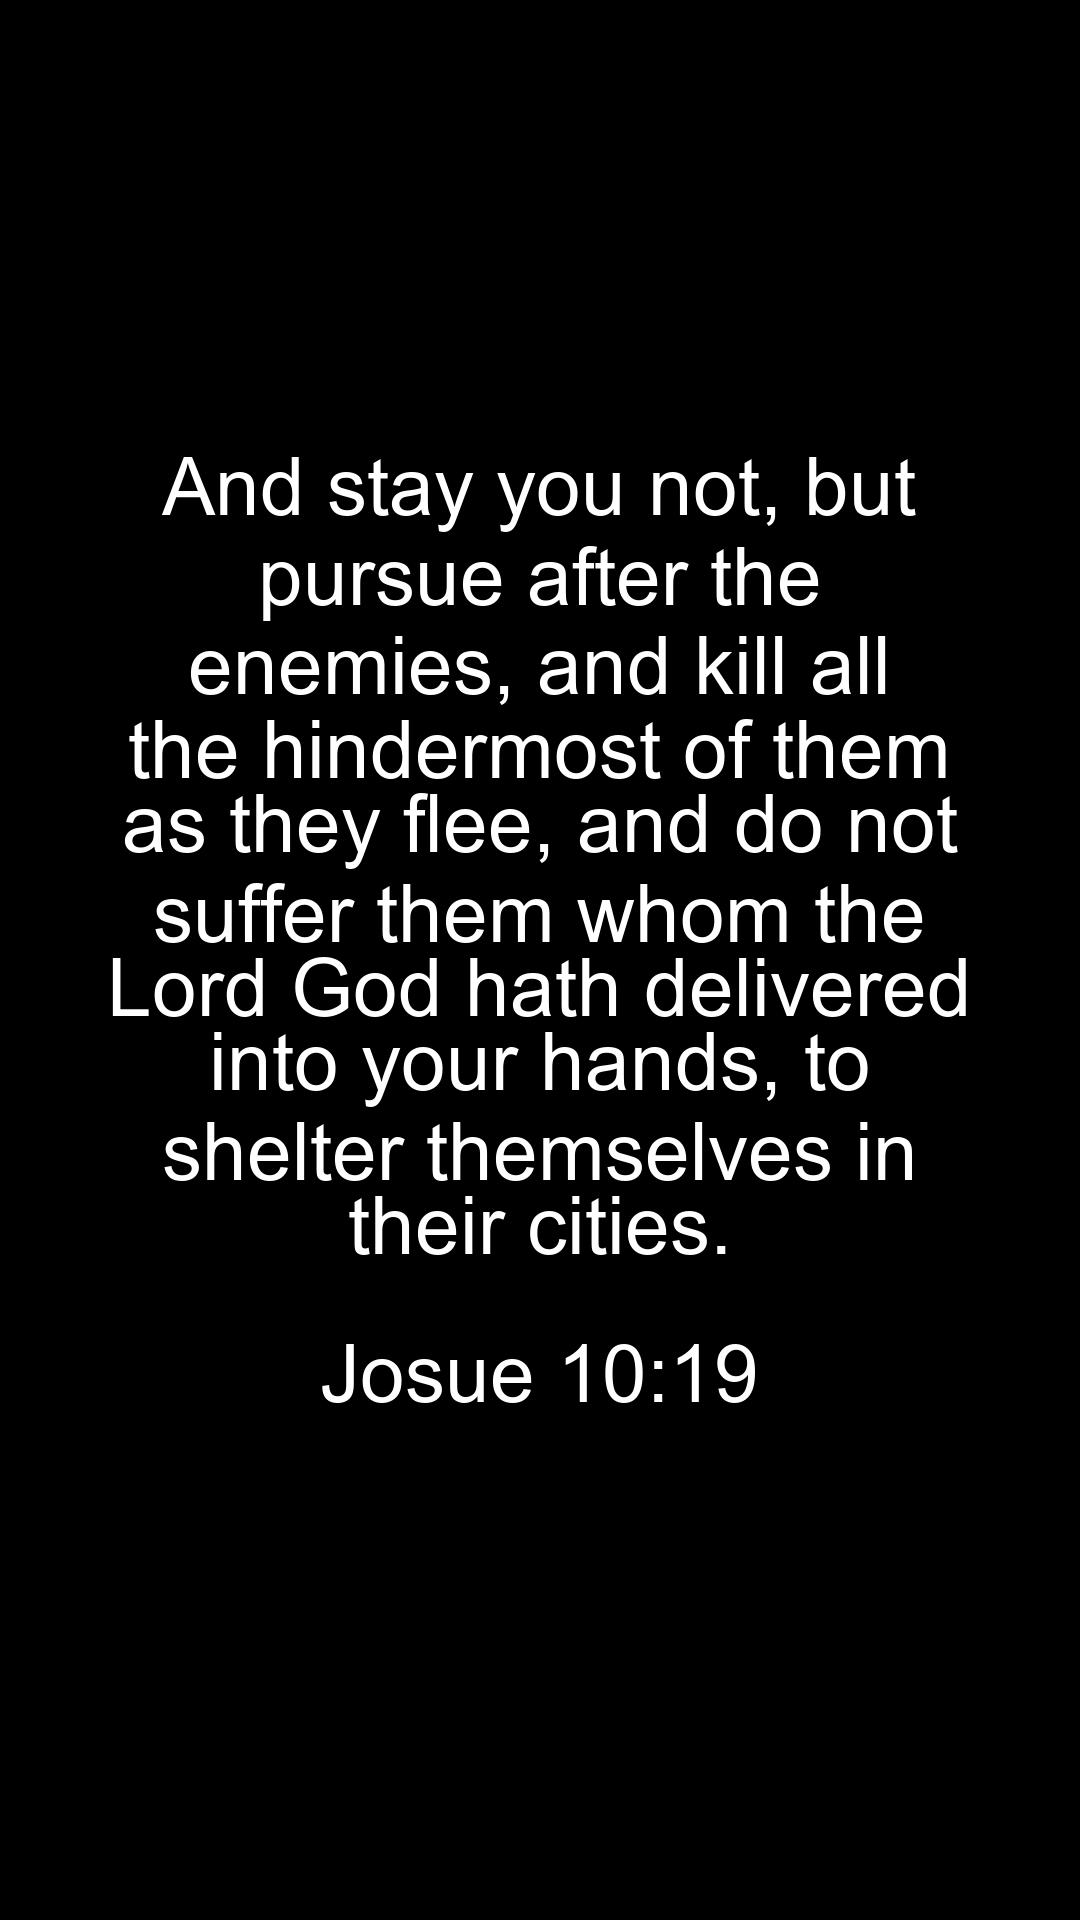 And stay you not, but
pursue after the
enemies, and kill all
the hindermost of them
as they flee, and do not
suffer them whom the
Lord God hath delivered
into your hands, to
shelter themselves in
their cities.
Josue 10:19